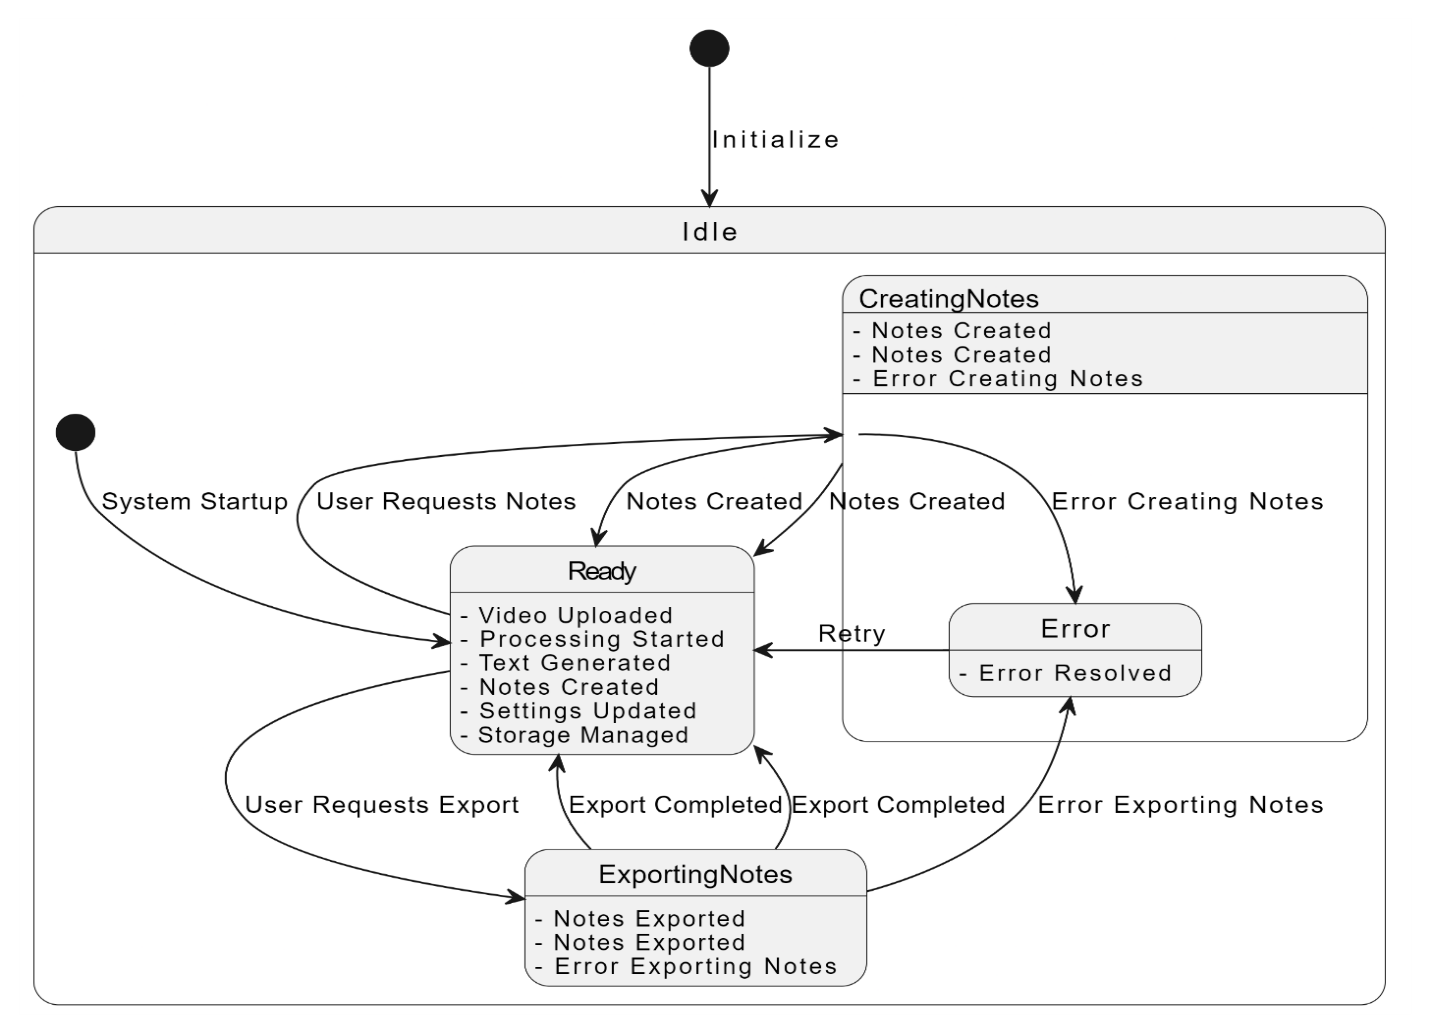 Initialize
Idle
CreatingNotes
- Notes Created
- Notes Created
- Error Creating Notes
System Startup
User Requests Notes
Notes Created
Notes Created
Error Creating Notes
Ready
- Video Uploaded
- Processing Started
- Text Generated
- Notes Created
- Settings Updated
- Storage Managed
Retry
Error
- Error Resolved
User Requests Export
Export Completed
Export Completed
Error Exporting Notes
ExportingNotes
- Notes Exported
- Notes Exported
- Error Exporting Notes